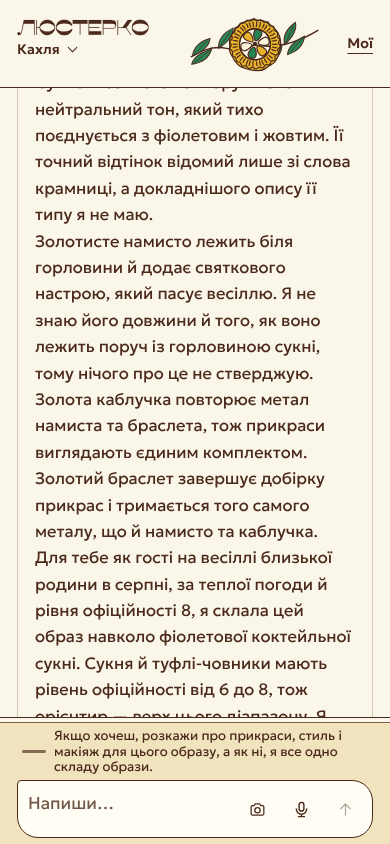 ЛЮСТЕРКО
Кахля
Мої
нейтральний тон, який тихо
поєднується з фіолетовим і жовтим. Її
точний відтінок відомий лише зі слова
крамниці, а докладнішого опису її
типу я не маю.
Золотисте намисто лежить біля
горловини й додає святкового
настрою, який пасує весіллю. Я не
знаю його довжини й того, як воно
лежить поруч із горловиною сукні,
тому нічого про це не стверджую.
Золота каблучка повторює метал
намиста та браслета, тож прикраси
виглядають єдиним комплектом.
Золотий браслет завершує добірку
прикрас і тримається того самого
металу, що й намисто та каблучка.
Для тебе як гості на весіллі близької
родини в серпні, за теплої погоди й
рівня офіційності 8, я склала цей
образ навколо фіолетової коктейльної
сукні. Сукня й туфлі-човники мають
рівень офіційності від 6 до 8, тож
орієнтир — верх цього діапазону. Я
Якщо хочеш, розкажи про прикраси, стиль і
макіяж для цього образу, а як ні, я все одно
складу образи.
Напиши...